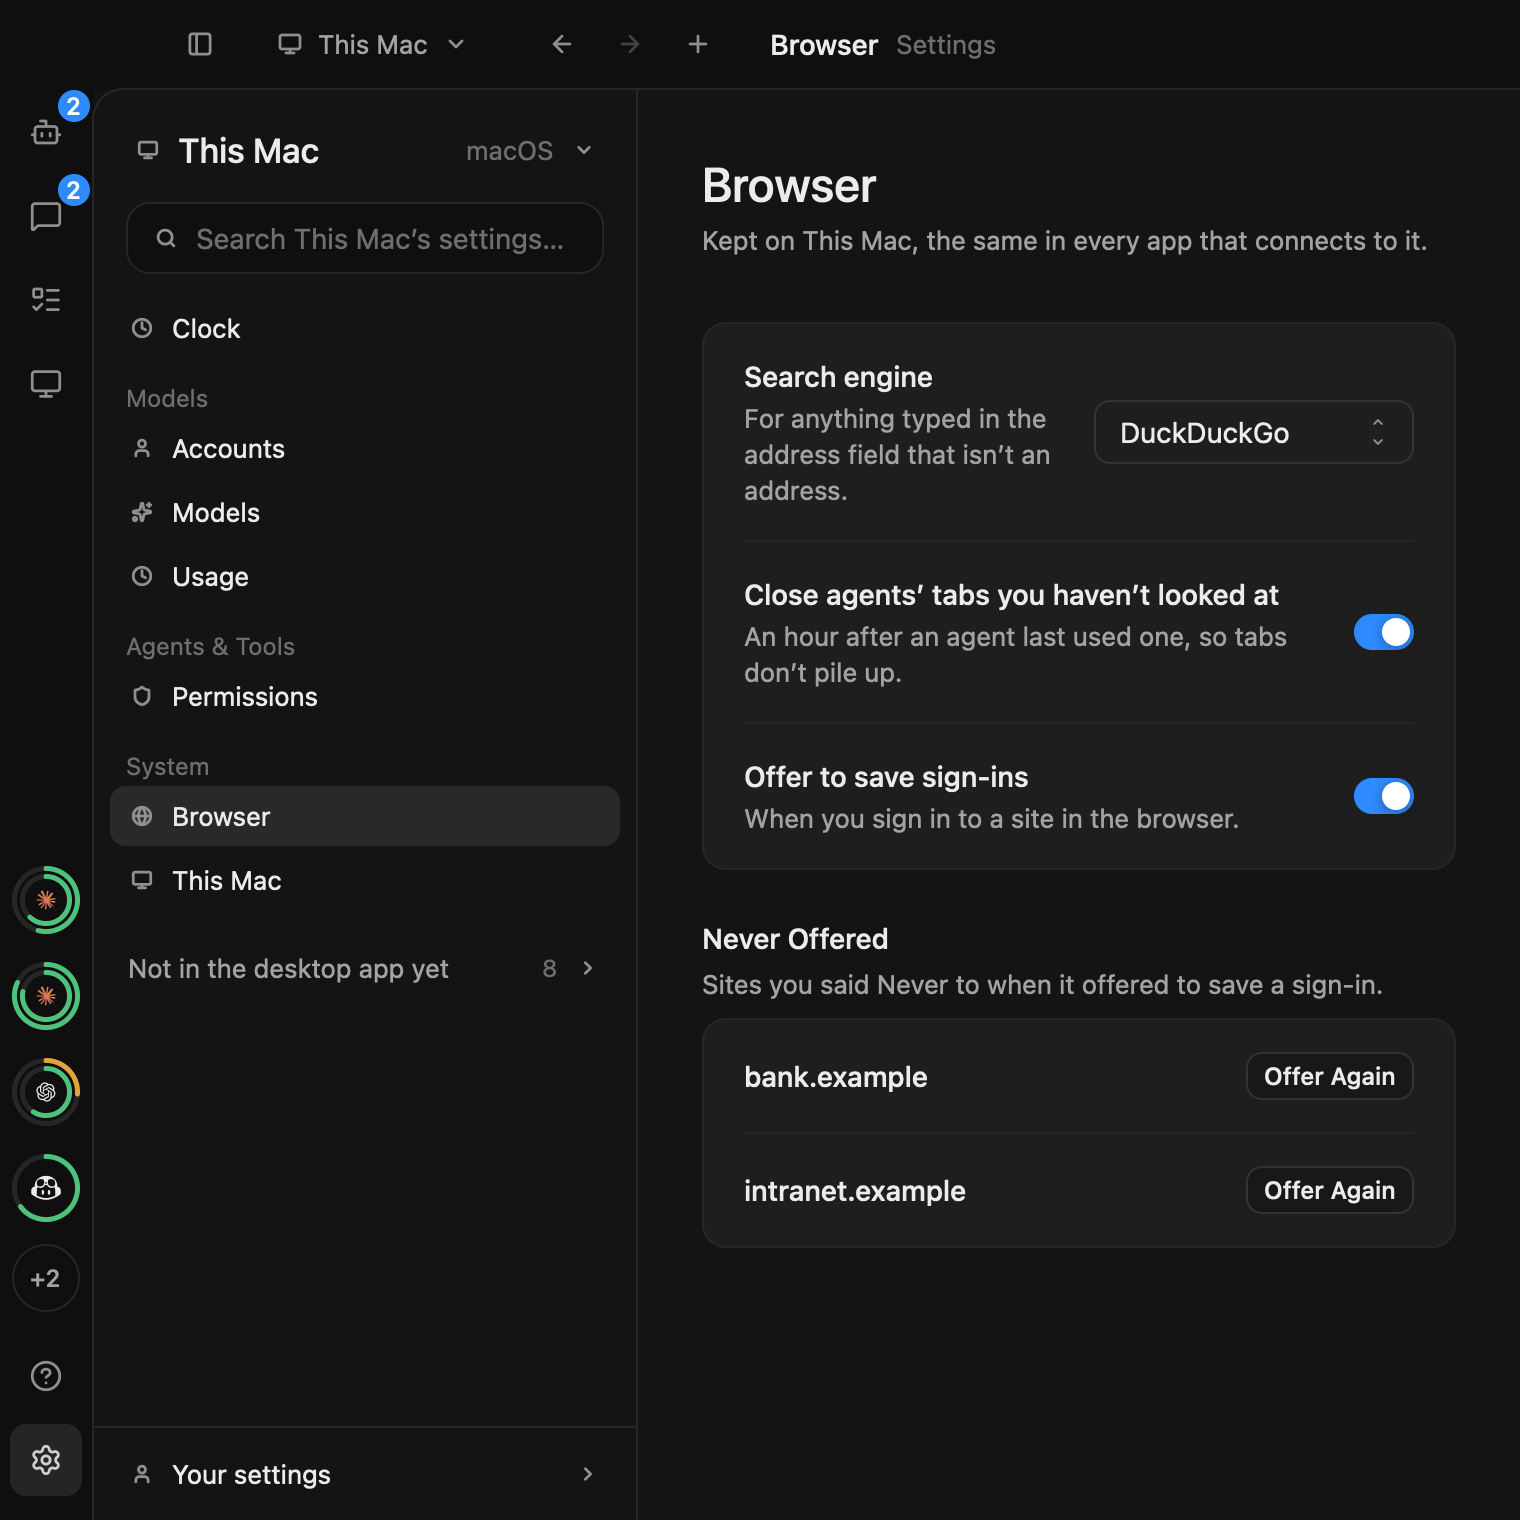 This Mac
Browser Settings
2
2
This Mac
macOS
Search This Mac’s settings...
Clock
Models
Accounts
Models
Usage
Agents & Tools
Permissions
System
Browser
This Mac
Not in the desktop app yet 8
+2
Your settings
Browser
Kept on This Mac, the same in every app that connects to it.
Search engine
For anything typed in the
address field that isn’t an
address.
DuckDuckGo
Close agents’ tabs you haven’t looked at
An hour after an agent last used one, so tabs
don’t pile up.
Offer to save sign-ins
When you sign in to a site in the browser.
Never Offered
Sites you said Never to when it offered to save a sign-in.
bank.example
Offer Again
intranet.example
Offer Again